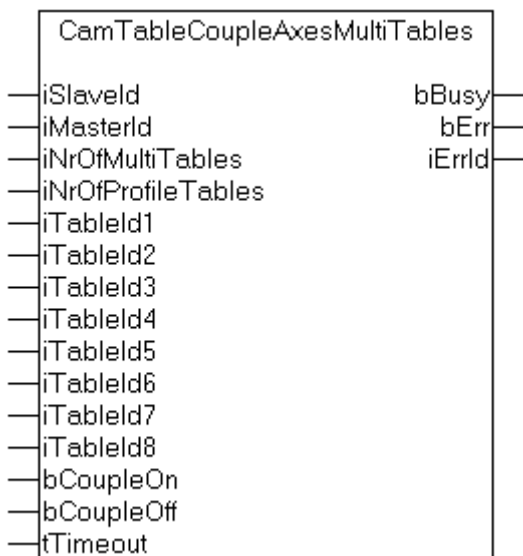 CamTableCoupleAxesMultiTables
iSlaveId bBusy
iMasterId bErr
iNrOfMultiTables iErrId
iNrOfProfileTables
iTableId1
iTableId2
iTableId3
iTableId4
iTableId5
iTableId6
iTableId7
iTableId8
bCoupleOn
bCoupleOff
tTimeout